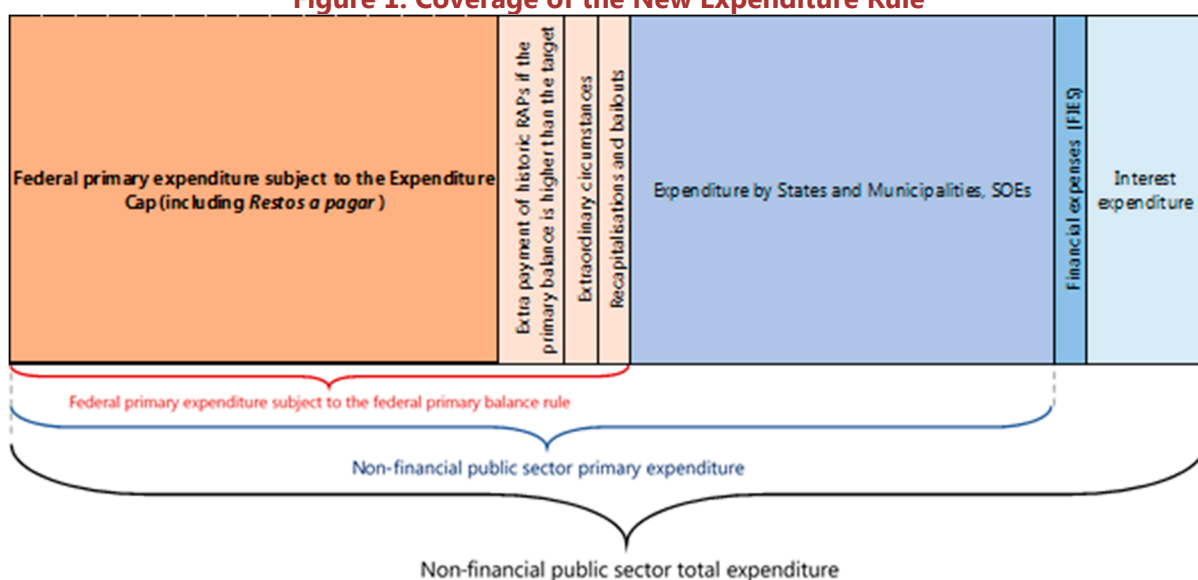 Figure 1. Coverage of the New Expenditure Rule
Federal primary expenditure subject to the Expenditure
Cap (including Restos a pagar)
Extra payment of historic RAPs if the
primary balance is higher than the target
Extraordinary circumstances
Recapitalisations and bailouts
Expenditure by States and Municipalities, SOEs
Financial expenses (FIES)
Interest
expenditure
Federal primary expenditure subject to the federal primary balance rule
Non-financial public sector primary expenditure
Non-financial public sector total expenditure